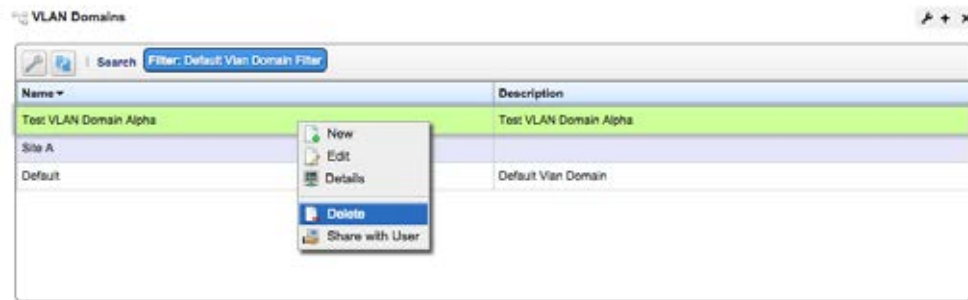 VLAN Domains
Search Filter: Default Vlan Domain Filter
Name Description
Test VLAN Domain Alpha Test VLAN Domain Alpha
New
Site A
Edit
Details
Default Default Vlan Domain
Delete
Share with User